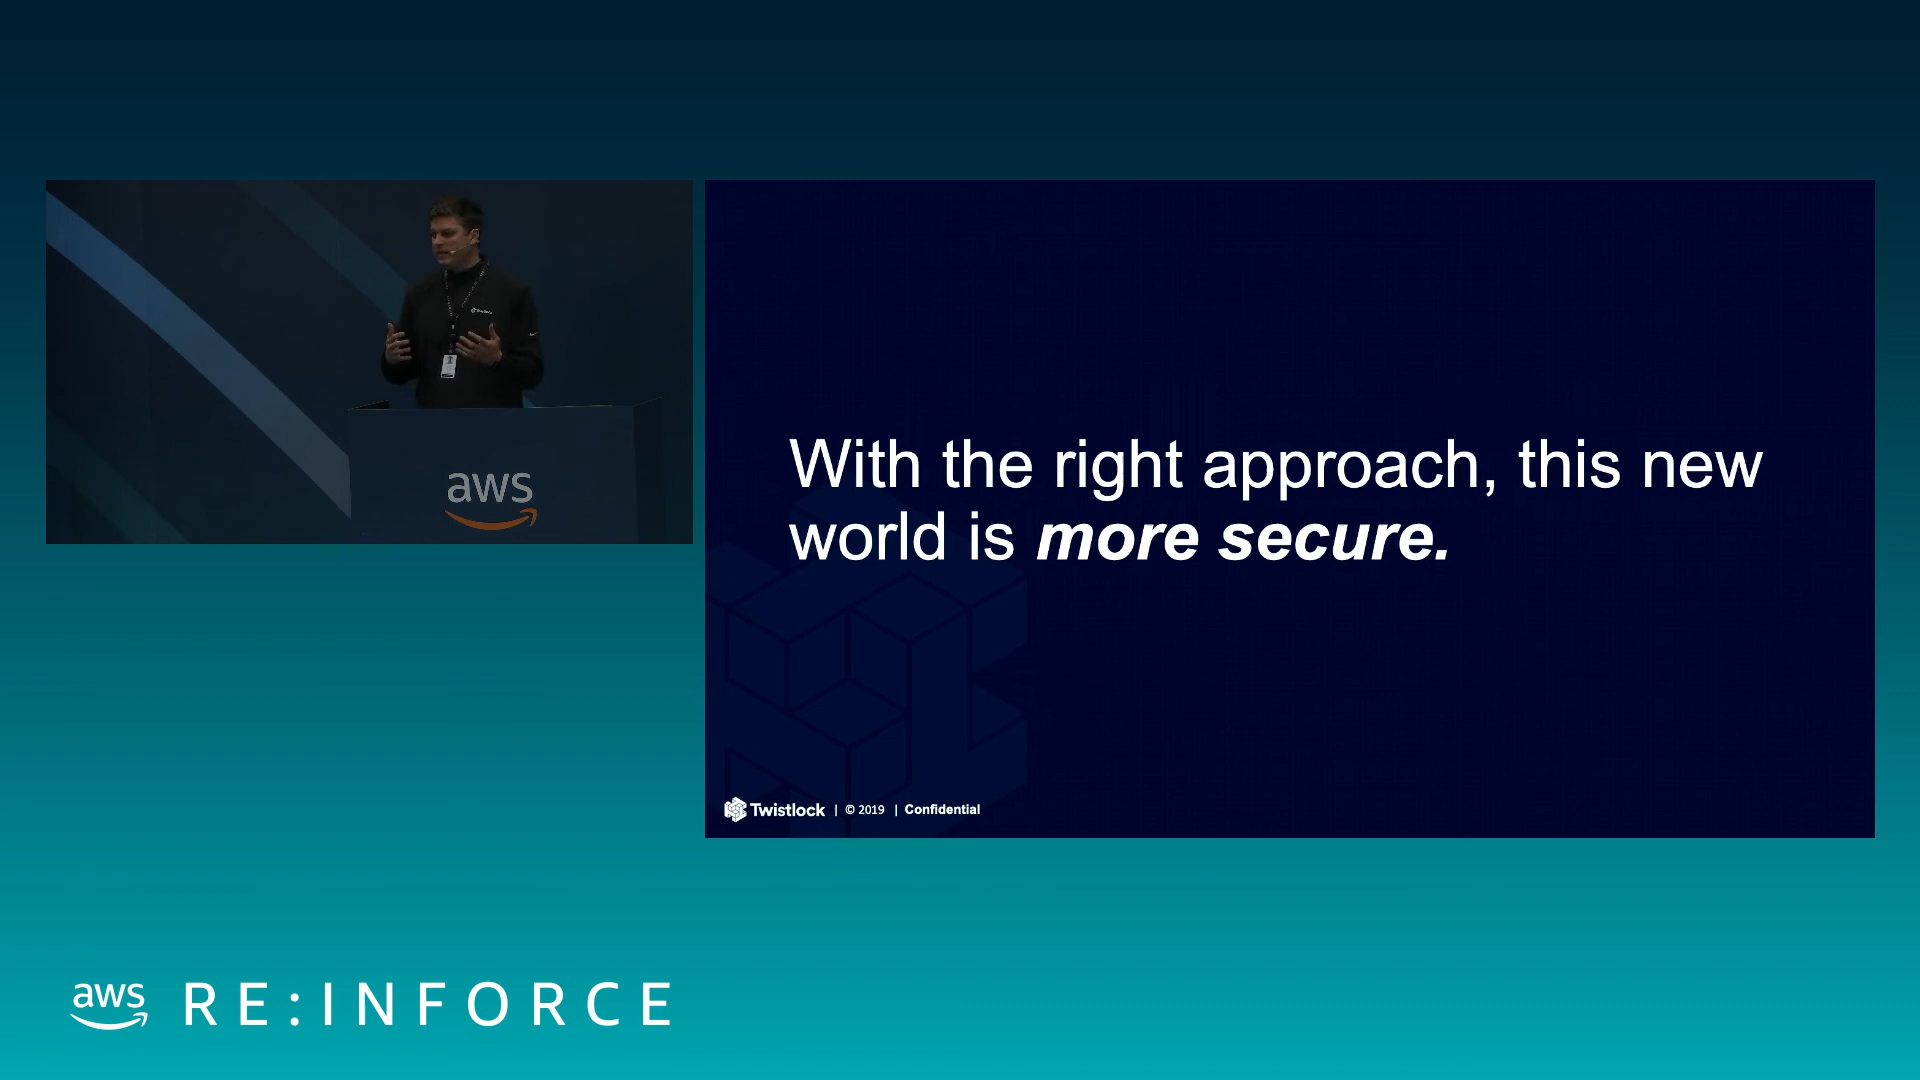 aws
With the right approach, this new
world is more secure.
Twistlock | © 2019 | Confidential
aws RE:INFORCE